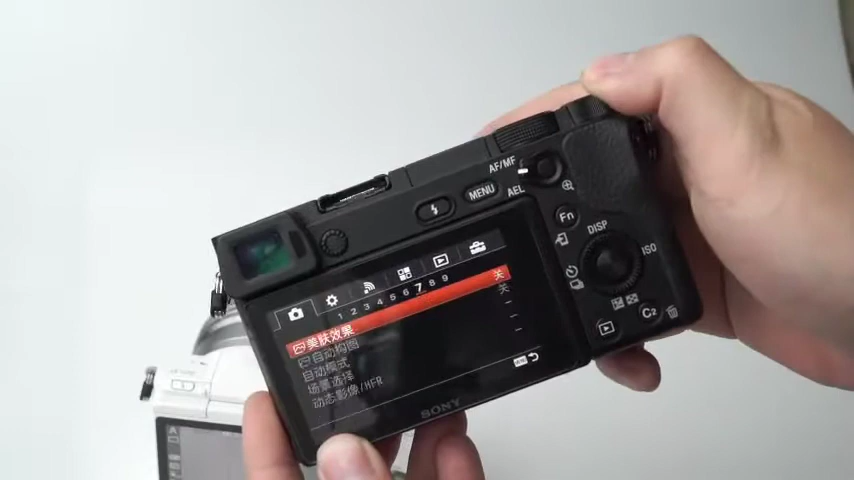 AF/MF
AEL
MENU
Fn
DISP
ISO
C2
1 2 3 4 5 6 7 8 9
美肤效果 关
自动构图 关
自动模式 --
场景选择 --
动态影像/HFR --
SONY